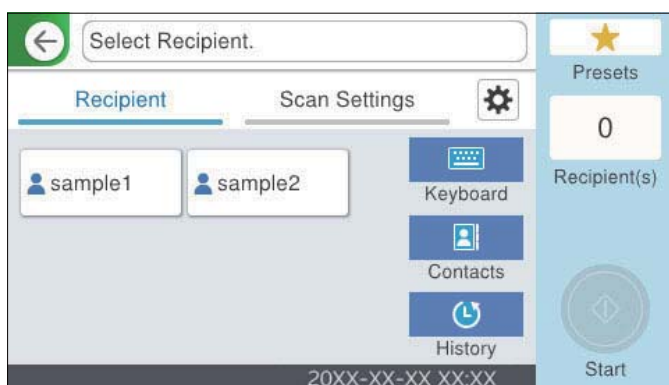 Select Recipient.
Presets
Recipient
Scan Settings
0
Recipient(s)
sample1
sample2
Keyboard
Contacts
History
Start
20XX-XX-XX XX:XX